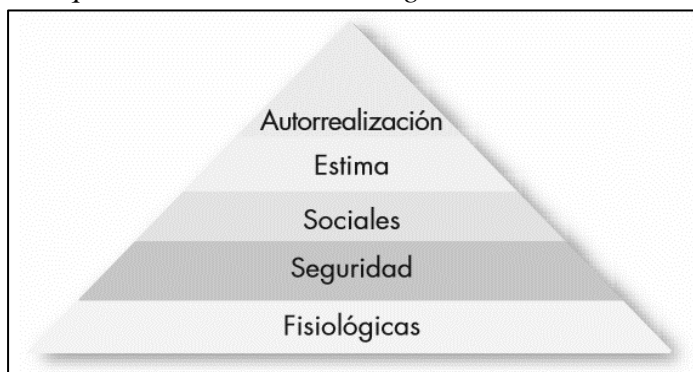 Autorrealización
Estima
Sociales
Seguridad
Fisiológicas